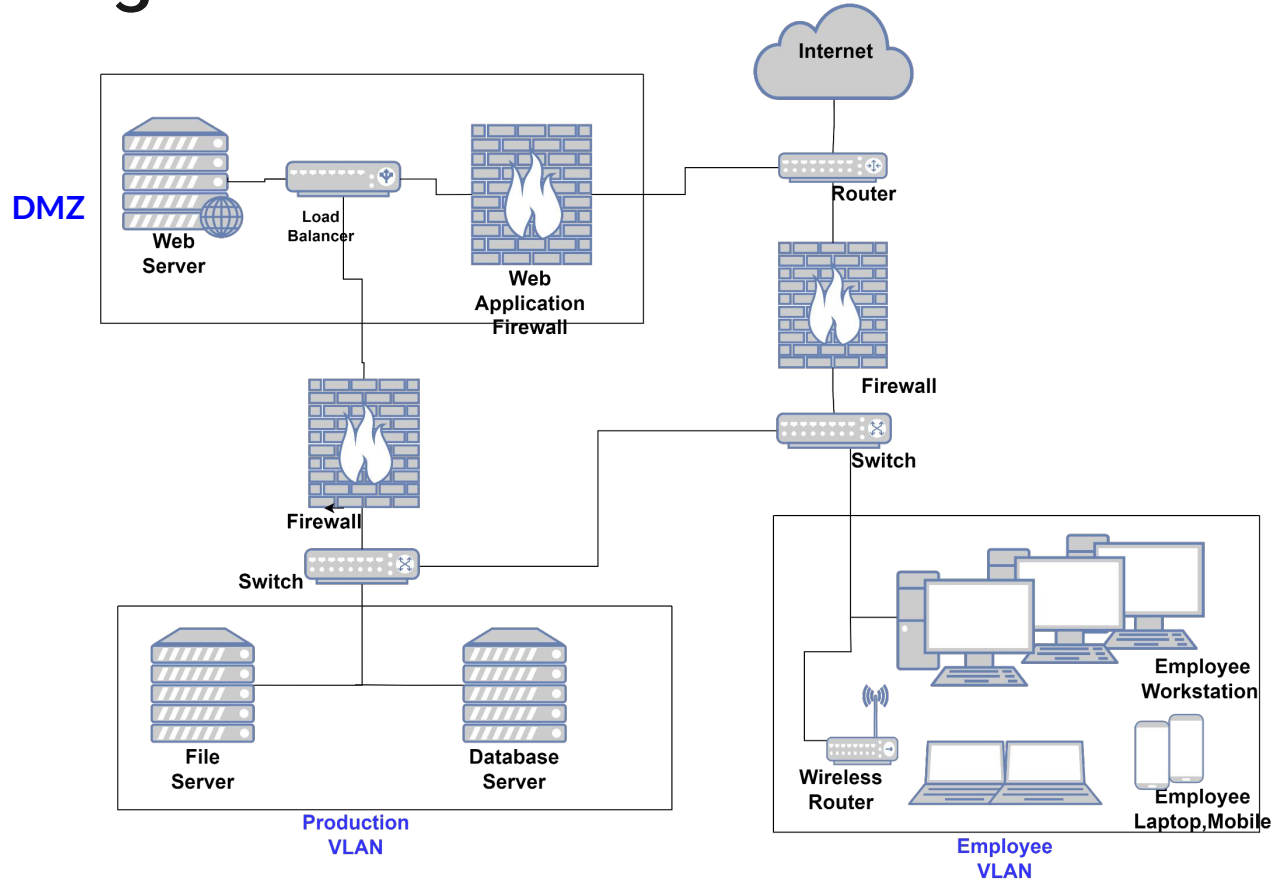 Internet
Router
DMZ
Web
Server
Load
Balancer
Web
Application
Firewall
Firewall
Switch
Firewall
Switch
File
Server
Database
Server
Production
VLAN
Employee
Workstation
Wireless
Router
Employee
Laptop,Mobile
Employee
VLAN